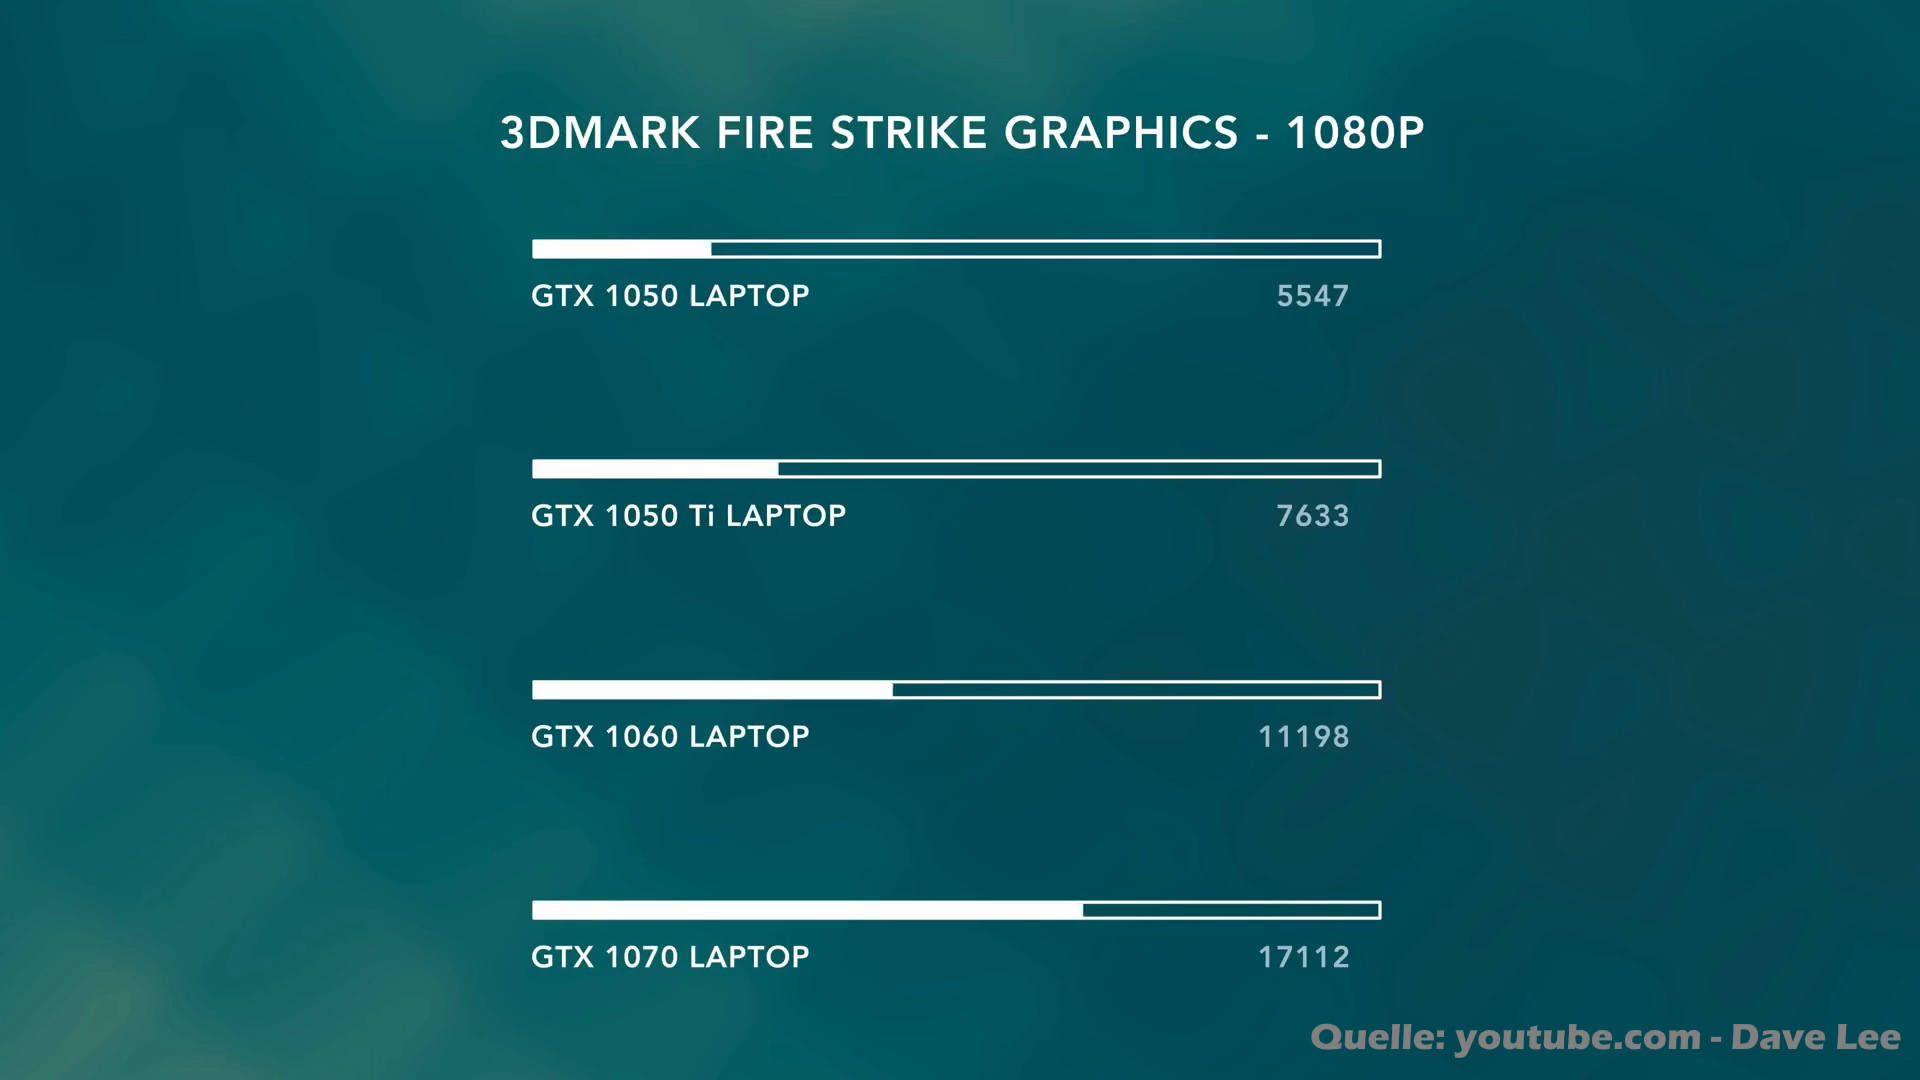 3DMARK FIRE STRIKE GRAPHICS - 1080P
GTX 1050 LAPTOP 5547
GTX 1050 Ti LAPTOP 7633
GTX 1060 LAPTOP 11198
GTX 1070 LAPTOP 17112
Quelle: youtube.com - Dave Lee